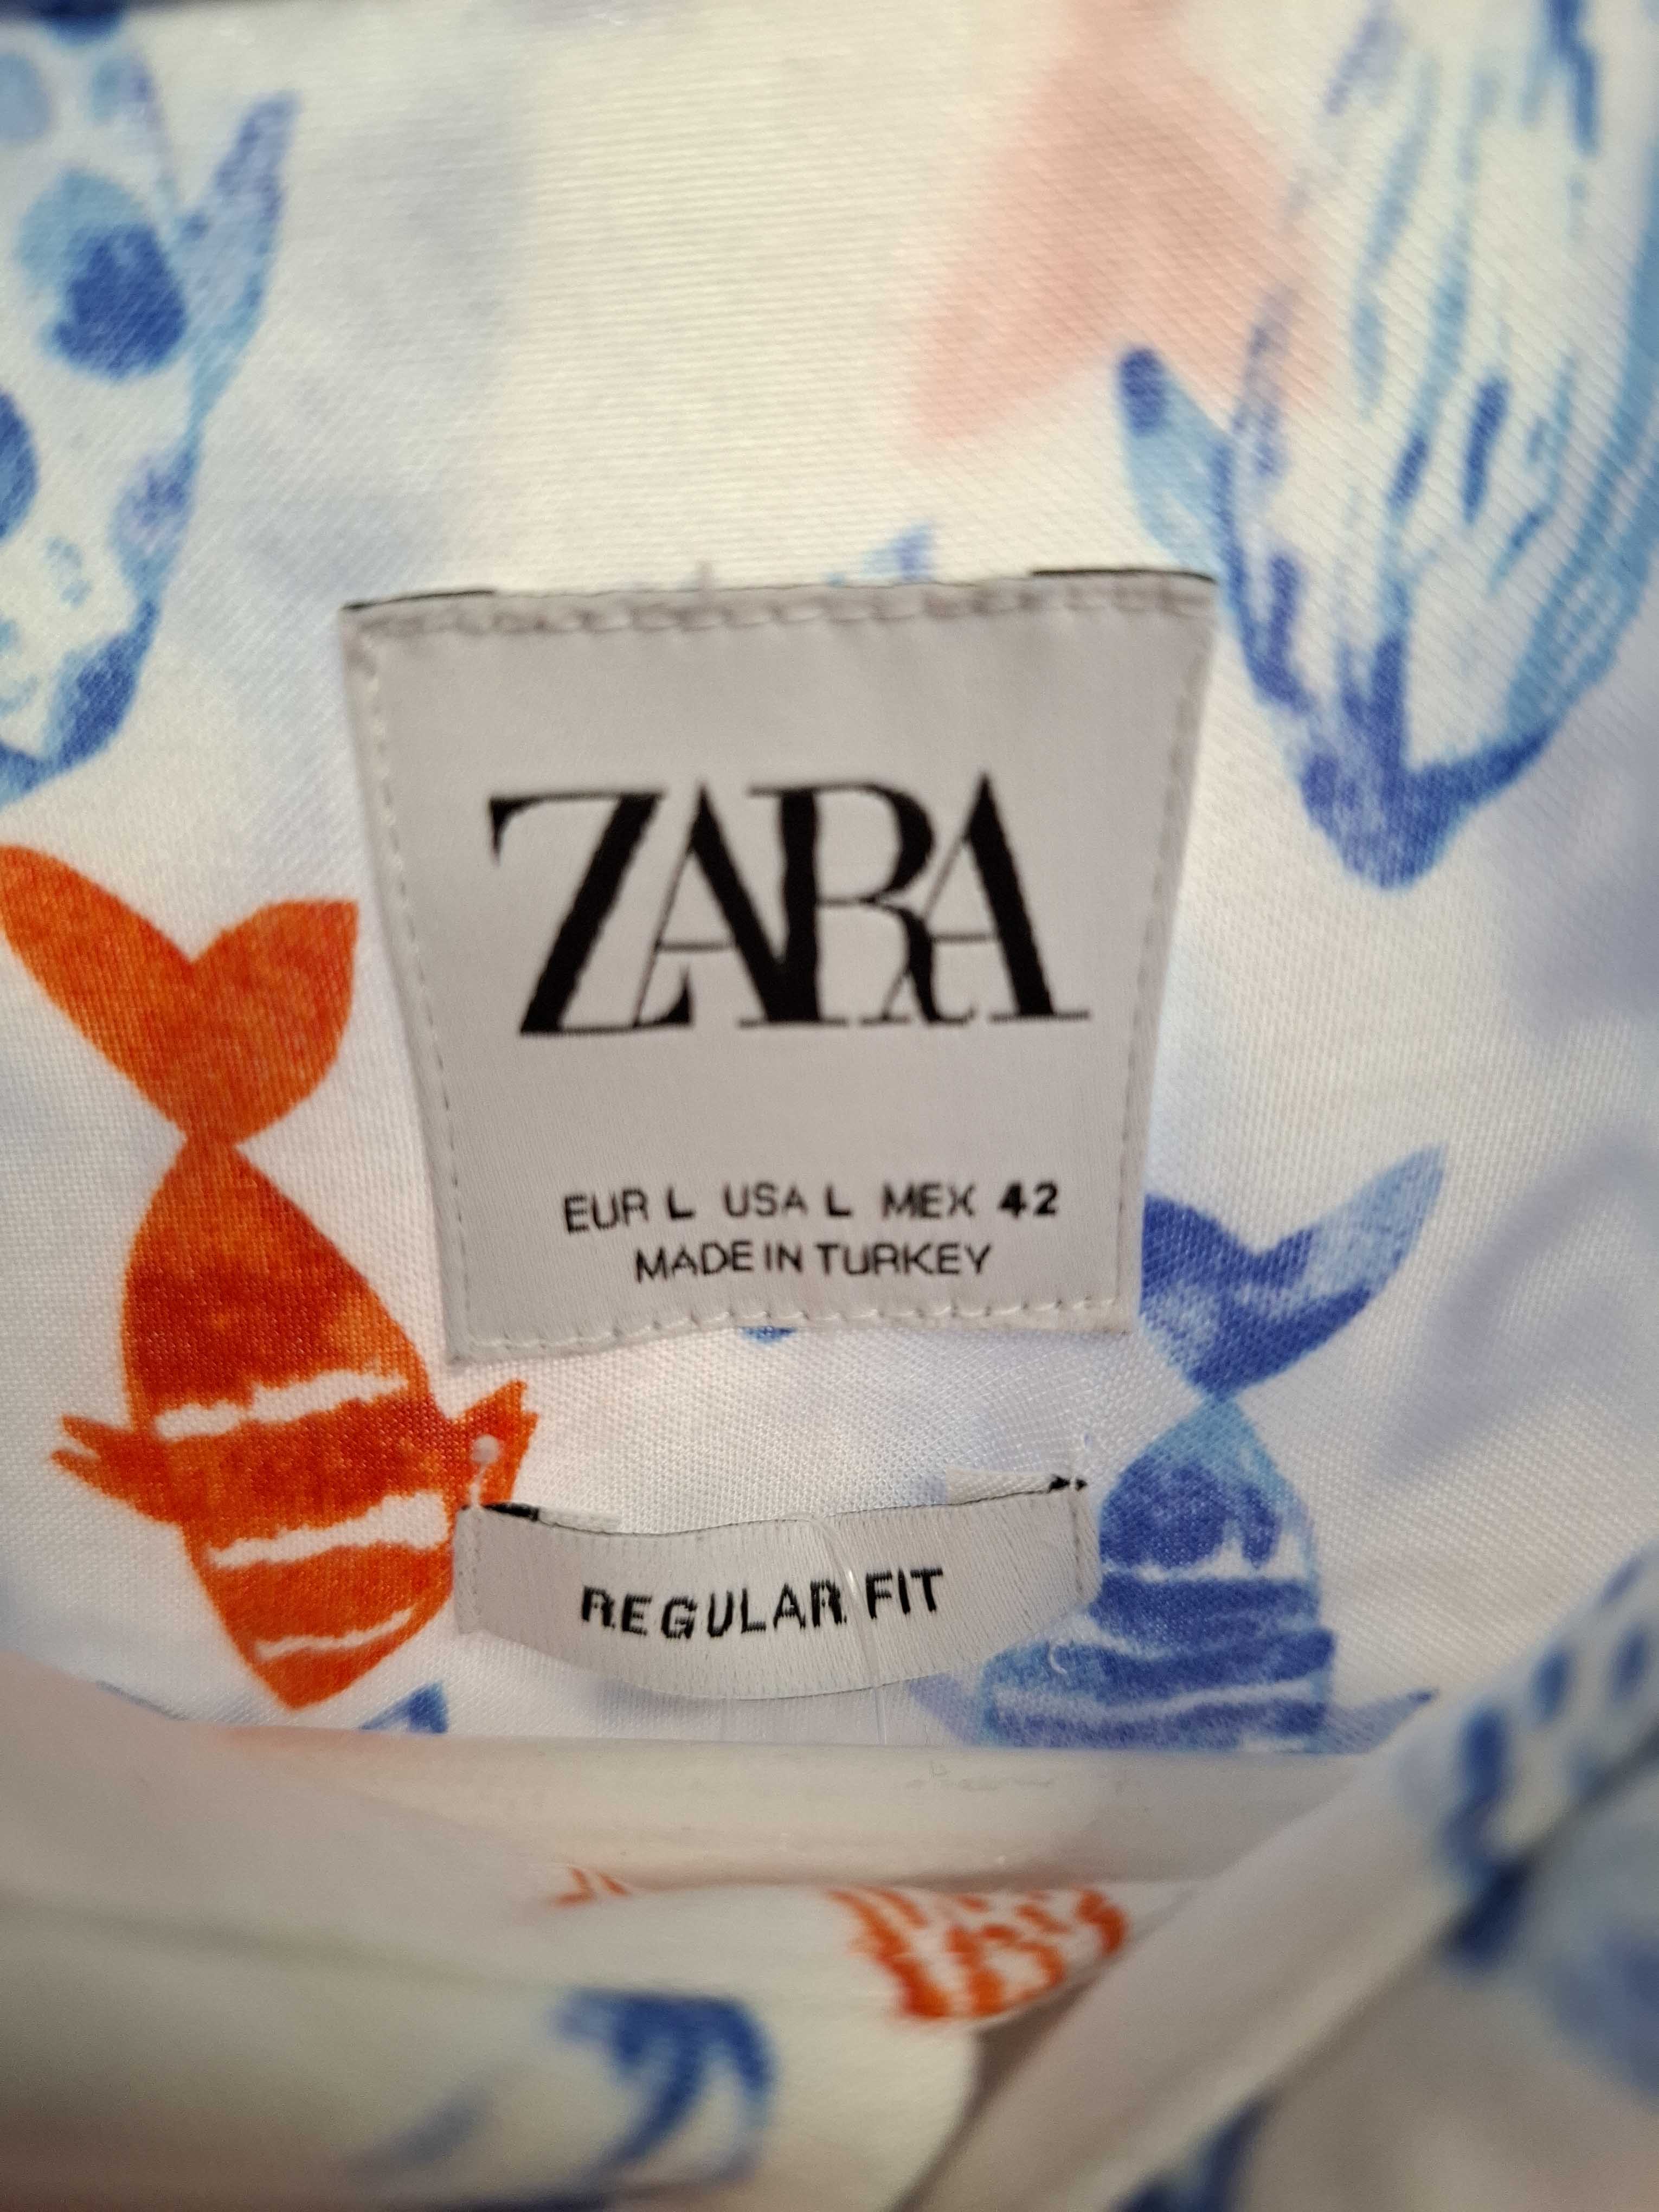 ZARA
EUR L USA L MEX 42
MADE IN TURKEY
REGULAR FIT